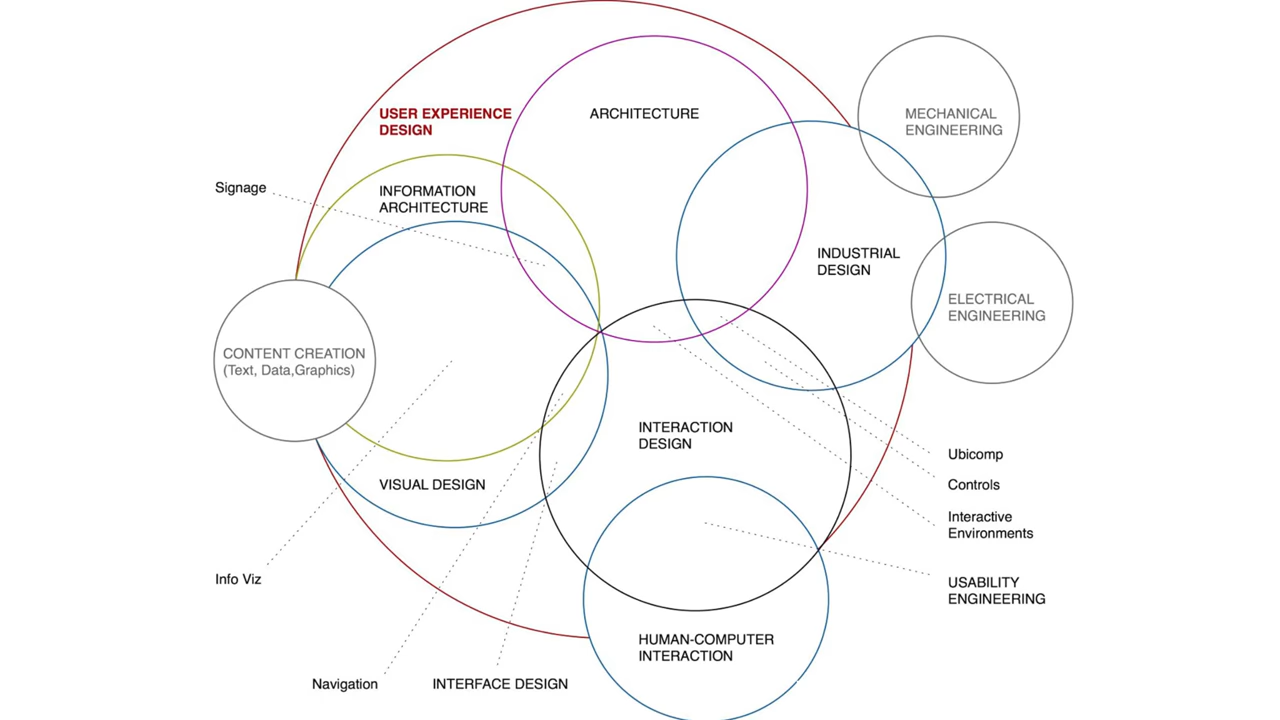 USER EXPERIENCE
DESIGN
ARCHITECTURE
MECHANICAL
ENGINEERING
Signage
INFORMATION
ARCHITECTURE
INDUSTRIAL
DESIGN
ELECTRICAL
ENGINEERING
CONTENT CREATION
(Text, Data,Graphics)
INTERACTION
DESIGN
VISUAL DESIGN
Ubicomp
Controls
Interactive
Environments
Info Viz
USABILITY
ENGINEERING
HUMAN-COMPUTER
INTERACTION
Navigation
INTERFACE DESIGN